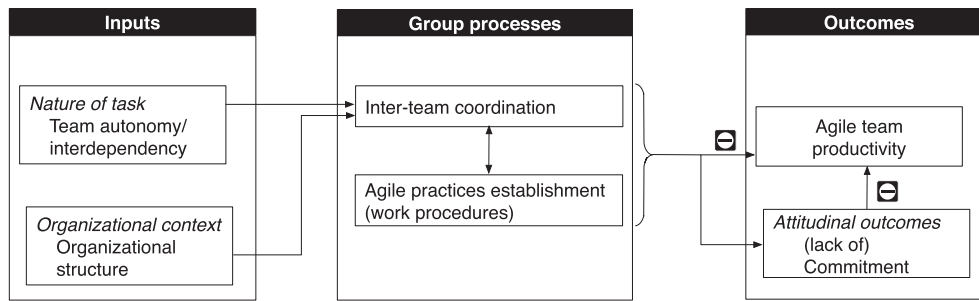 Inputs
Nature of task
Team autonomy/
interdependency
Organizational context
Organizational
structure
Group processes
Inter-team coordination
Agile practices establishment
(work procedures)
Outcomes
Agile team
productivity
Attitudinal outcomes
(lack of)
Commitment